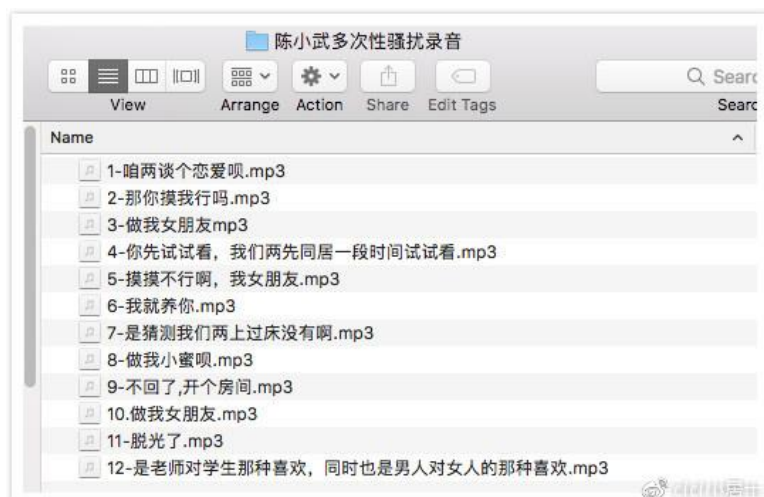 陈小武多次性骚扰录音
Searc
View Arrange Action Share Edit Tags Searc
Name
1-咱两谈个恋爱呗.mp3
2-那你摸我行吗.mp3
3-做我女朋友mp3
4-你先试试看，我们两先同居一段时间试试看.mp3
5-摸摸不行啊，我女朋友.mp3
6-我就养你.mp3
7-是猜测我们两上过床没有啊.mp3
8-做我小蜜呗.mp3
9-不回了,开个房间.mp3
10.做我女朋友.mp3
11-脱光了.mp3
12-是老师对学生那种喜欢，同时也是男人对女人的那种喜欢.mp3